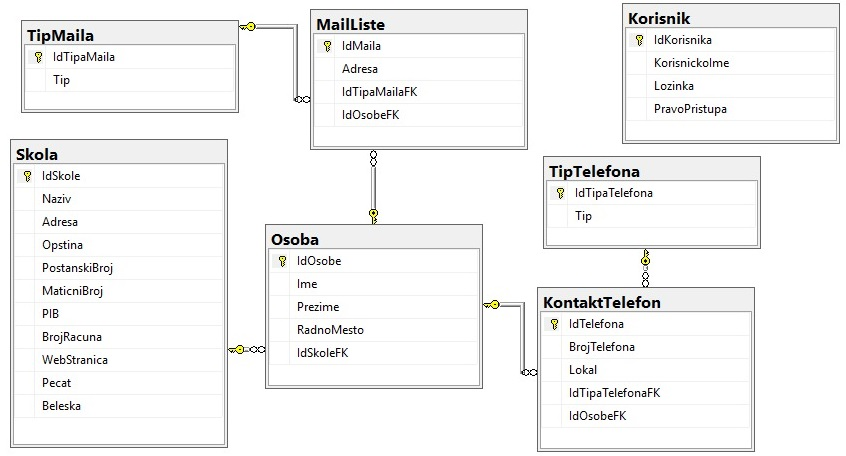 TipMaila
IdTipaMaila
Tip
MailListe
IdMaila
Adresa
IdTipaMailaFK
IdOsobeFK
Korisnik
IdKorisnika
KorisnickoIme
Lozinka
PravoPristupa
Skola
IdSkole
Naziv
Adresa
Opstina
PostanskiBroj
MaticniBroj
PIB
BrojRacuna
WebStranica
Pecat
Beleska
Osoba
IdOsobe
Ime
Prezime
RadnoMesto
IdSkoleFK
TipTelefona
IdTipaTelefona
Tip
KontaktTelefon
IdTelefona
BrojTelefona
Lokal
IdTipaTelefonaFK
IdOsobeFK